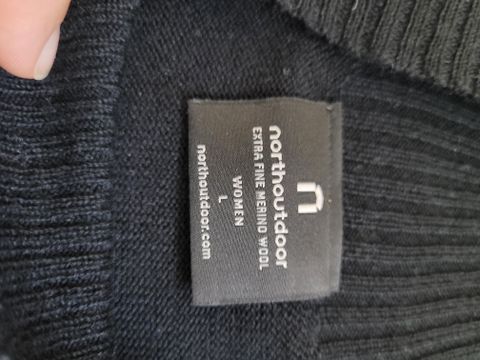 northoutdoor
EXTRA FINE MERINO WOOL
WOMEN
L
northoutdoor.com